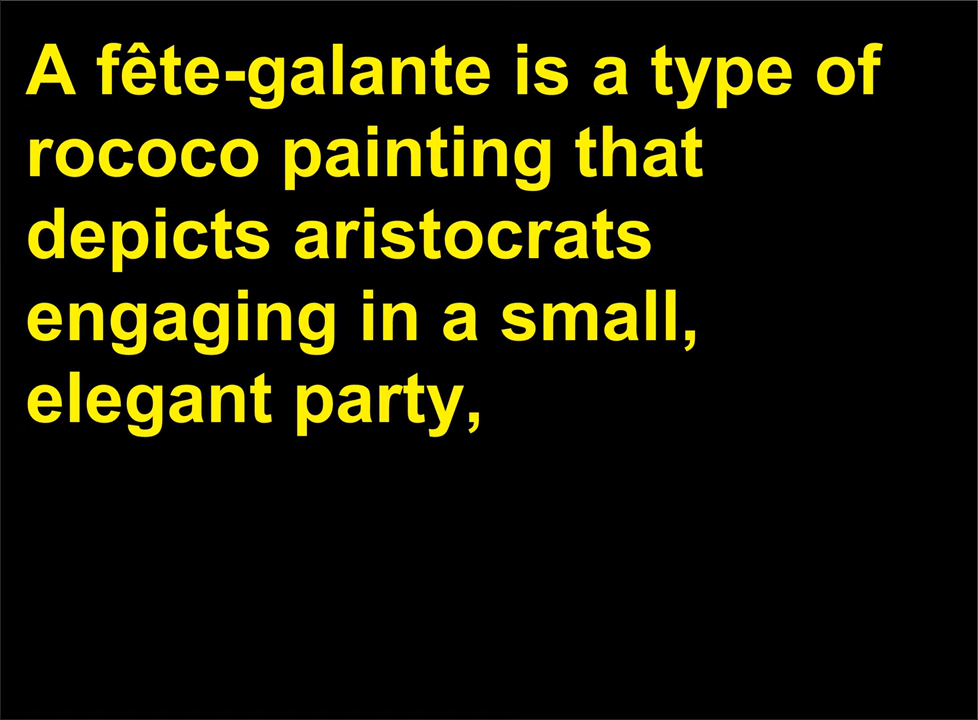 A fête-galante is a type of
rococo painting that
depicts aristocrats
engaging in a small,
elegant party,